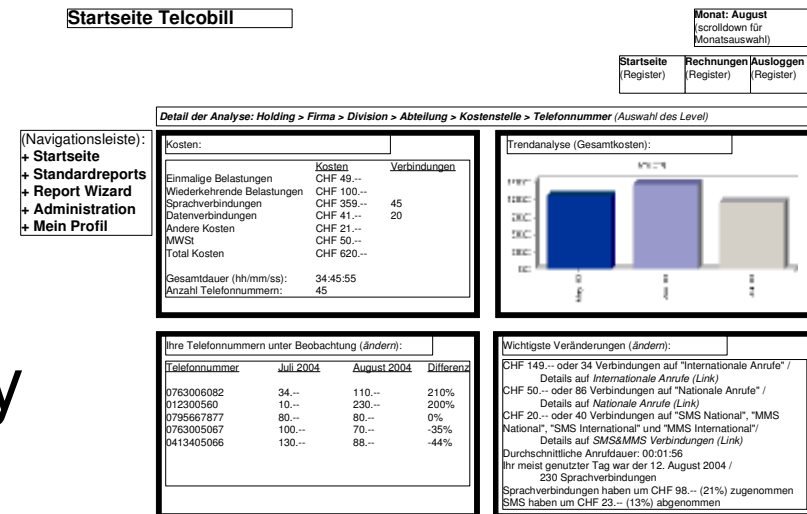 Startseite Telcobill
Monat: August
(scrolldown für
Monatsauswahl)
Startseite
(Register)
Rechnungen
(Register)
Ausloggen
(Register)
Detail der Analyse: Holding > Firma > Division > Abteilung > Kostenstelle > Telefonnummer (Auswahl des Level)
(Navigationsleiste):
+ Startseite
+ Standardreports
+ Report Wizard
+ Administration
+ Mein Profil
Kosten:
Kosten Verbindungen
Einmalige Belastungen CHF 49.--
Wiederkehrende Belastungen CHF 100.--
Sprachverbindungen CHF 359.-- 45
Datenverbindungen CHF 41.-- 20
Andere Kosten CHF 21.--
MWSt CHF 50.--
Total Kosten CHF 620.--
Gesamtdauer (hh/mm/ss): 34:45:55
Anzahl Telefonnummern: 45
Trendanalyse (Gesamtkosten):
y
Ihre Telefonnummern unter Beobachtung (ändern):
Telefonnummer Juli 2004 August 2004 Differenz
0763006082 34.-- 110.-- 210%
012300560 10.-- 230.-- 200%
0795667877 80.-- 80.-- 0%
0763005067 100.-- 70.-- -35%
0413405066 130.-- 88.-- -44%
Wichtigste Veränderungen (ändern):
CHF 149.-- oder 34 Verbindungen auf "Internationale Anrufe" /
Details auf Internationale Anrufe (Link)
CHF 50.-- oder 86 Verbindungen auf "Nationale Anrufe" /
Details auf Nationale Anrufe (Link)
CHF 20.-- oder 40 Verbindungen auf "SMS National", "MMS
National", "SMS International" und "MMS International"/
Details auf SMS&MMS Verbindungen (Link)
Durchschnittliche Anrufdauer: 00:01:56
Ihr meist genutzter Tag war der 12. August 2004 /
230 Sprachverbindungen
Sprachverbindungen haben um CHF 98.-- (21%) zugenommen
SMS haben um CHF 23.-- (13%) abgenommen